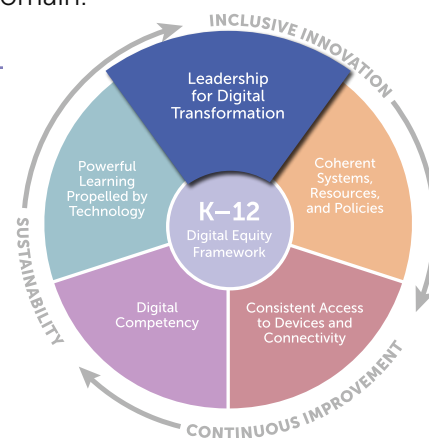 omain.
INCLUSIVE INNOVATION
Leadership
for Digital
Transformation
Coherent
Systems,
Resources,
and Policies
Consistent Access
to Devices and
Connectivity
Digital
Competency
Powerful
Learning
Propelled by
Technology
K–12
Digital Equity
Framework
CONTINUOUS IMPROVEMENT
SUSTAINABILITY